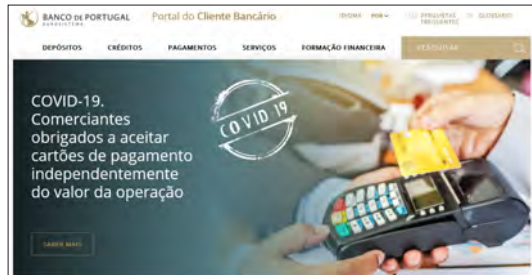 BANCO DE PORTUGAL
EUROSISTEMA
Portal do Cliente Bancário
IDIOMA POR
PERGUNTAS FREQUENTES
GLOSSÁRIO
DEPÓSITOS CRÉDITOS PAGAMENTOS SERVIÇOS FORMAÇÃO FINANCEIRA PESQUISAR
COVID-19.
Comerciantes
obrigados a aceitar
cartões de pagamento
independentemente
do valor da operação
COVID 19
SABER MAIS